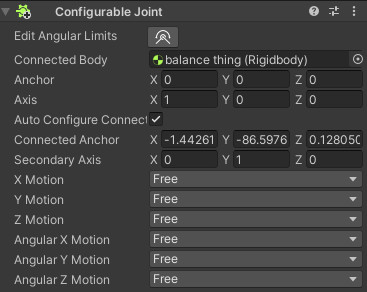 Configurable Joint
Edit Angular Limits
Connected Body balance thing (Rigidbody)
Anchor X 0 Y 0 Z 0
Axis X 1 Y 0 Z 0
Auto Configure Connect
Connected Anchor X -1.44261 Y -86.5976 Z 0.128050
Secondary Axis X 0 Y 1 Z 0
X Motion Free
Y Motion Free
Z Motion Free
Angular X Motion Free
Angular Y Motion Free
Angular Z Motion Free